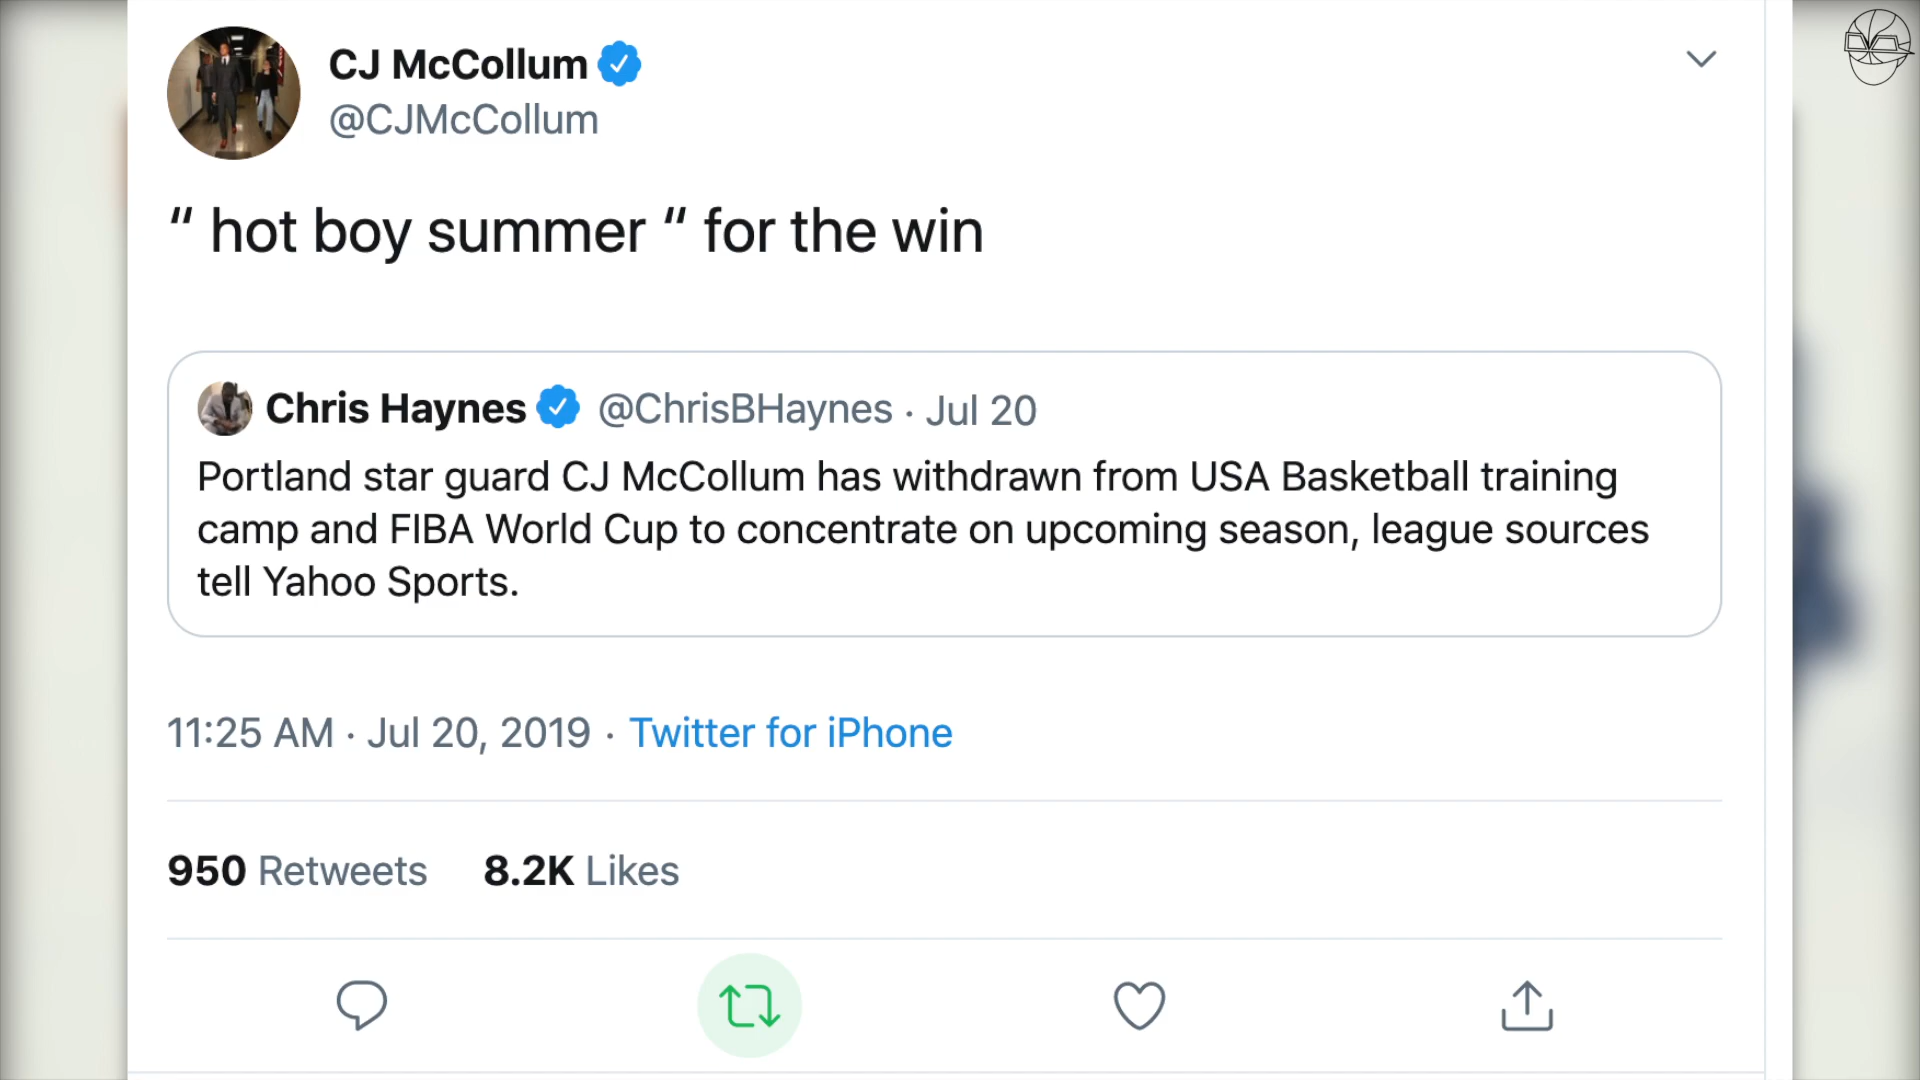 CJ McCollum
@CJMcCollum
“ hot boy summer “ for the win
Chris Haynes @ChrisBHaynes · Jul 20
Portland star guard CJ McCollum has withdrawn from USA Basketball training
camp and FIBA World Cup to concentrate on upcoming season, league sources
tell Yahoo Sports.
11:25 AM · Jul 20, 2019 · Twitter for iPhone
950 Retweets 8.2K Likes